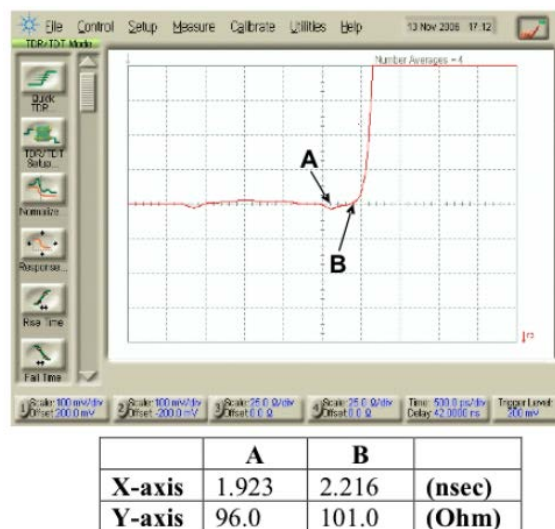 File Control Setup Measure Calibrate Utilities Help 13 Nov 2006 17:12
TDR/TDT Mode
Number Averages = 4
Quick
TDR...
TDR/TDT
Setup...
Normalize...
Response...
Rise Time
Fall Time
A
B
1 Scale: 100 mV/div
Offset: 200.0 mV
2 Scale: 100 mV/div
Offset: -200.0 mV
3 Scale: 25.0 Ω/div
Offset: 0.0 Ω
4 Scale: 25.0 Ω/div
Offset: 0.0 Ω
Time: 500.0 ps/div
Delay: 42.0000 ns
Trigger Level:
200 mV
A B
X-axis 1.923 2.216 (nsec)
Y-axis 96.0 101.0 (Ohm)